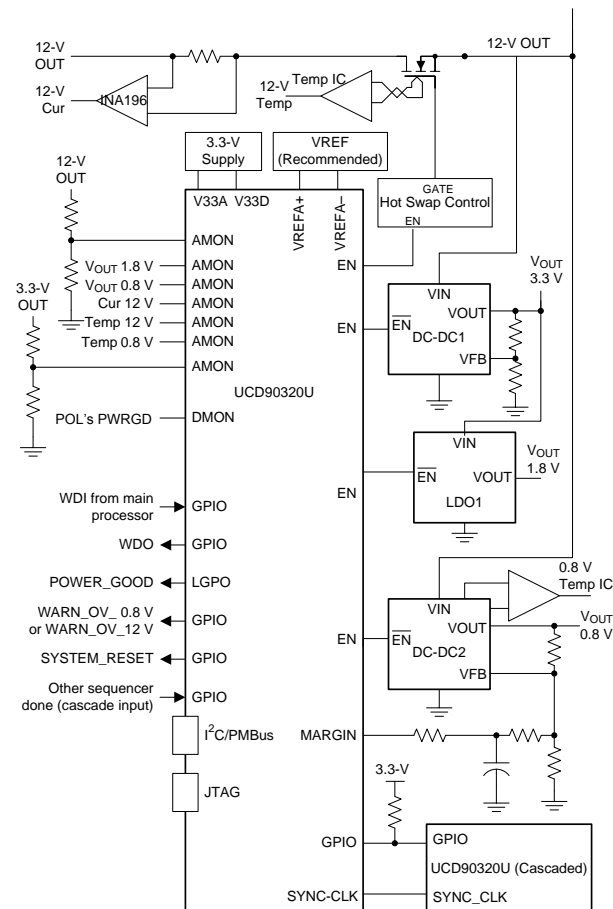 12-V
OUT
12-V
Cur
INA196
12-V
Temp
Temp IC
12-V OUT
3.3-V
Supply
VREF
(Recommended)
GATE
Hot Swap Control
EN
12-V
OUT
V33A
V33D
VREFA+
VREFA–
AMON
EN
VOUT 1.8 V
AMON
VOUT 0.8 V
AMON
Cur 12 V
AMON
Temp 12 V
AMON
Temp 0.8 V
AMON
3.3-V
OUT
AMON
UCD90320U
POL's PWRGD
DMON
EN
VIN
VOUT
EN
DC-DC1
VFB
VOUT
3.3 V
EN
VIN
EN
VOUT
LDO1
VOUT
1.8 V
WDI from main
processor
GPIO
WDO
GPIO
POWER_GOOD
LGPO
WARN_OV_ 0.8 V
or WARN_OV_12 V
GPIO
SYSTEM_RESET
GPIO
Other sequencer
done (cascade input)
GPIO
I2C/PMBus
JTAG
EN
VIN
VOUT
EN
DC-DC2
VFB
0.8 V
Temp IC
VOUT
0.8 V
MARGIN
3.3-V
GPIO
GPIO
UCD90320U (Cascaded)
SYNC-CLK
SYNC_CLK